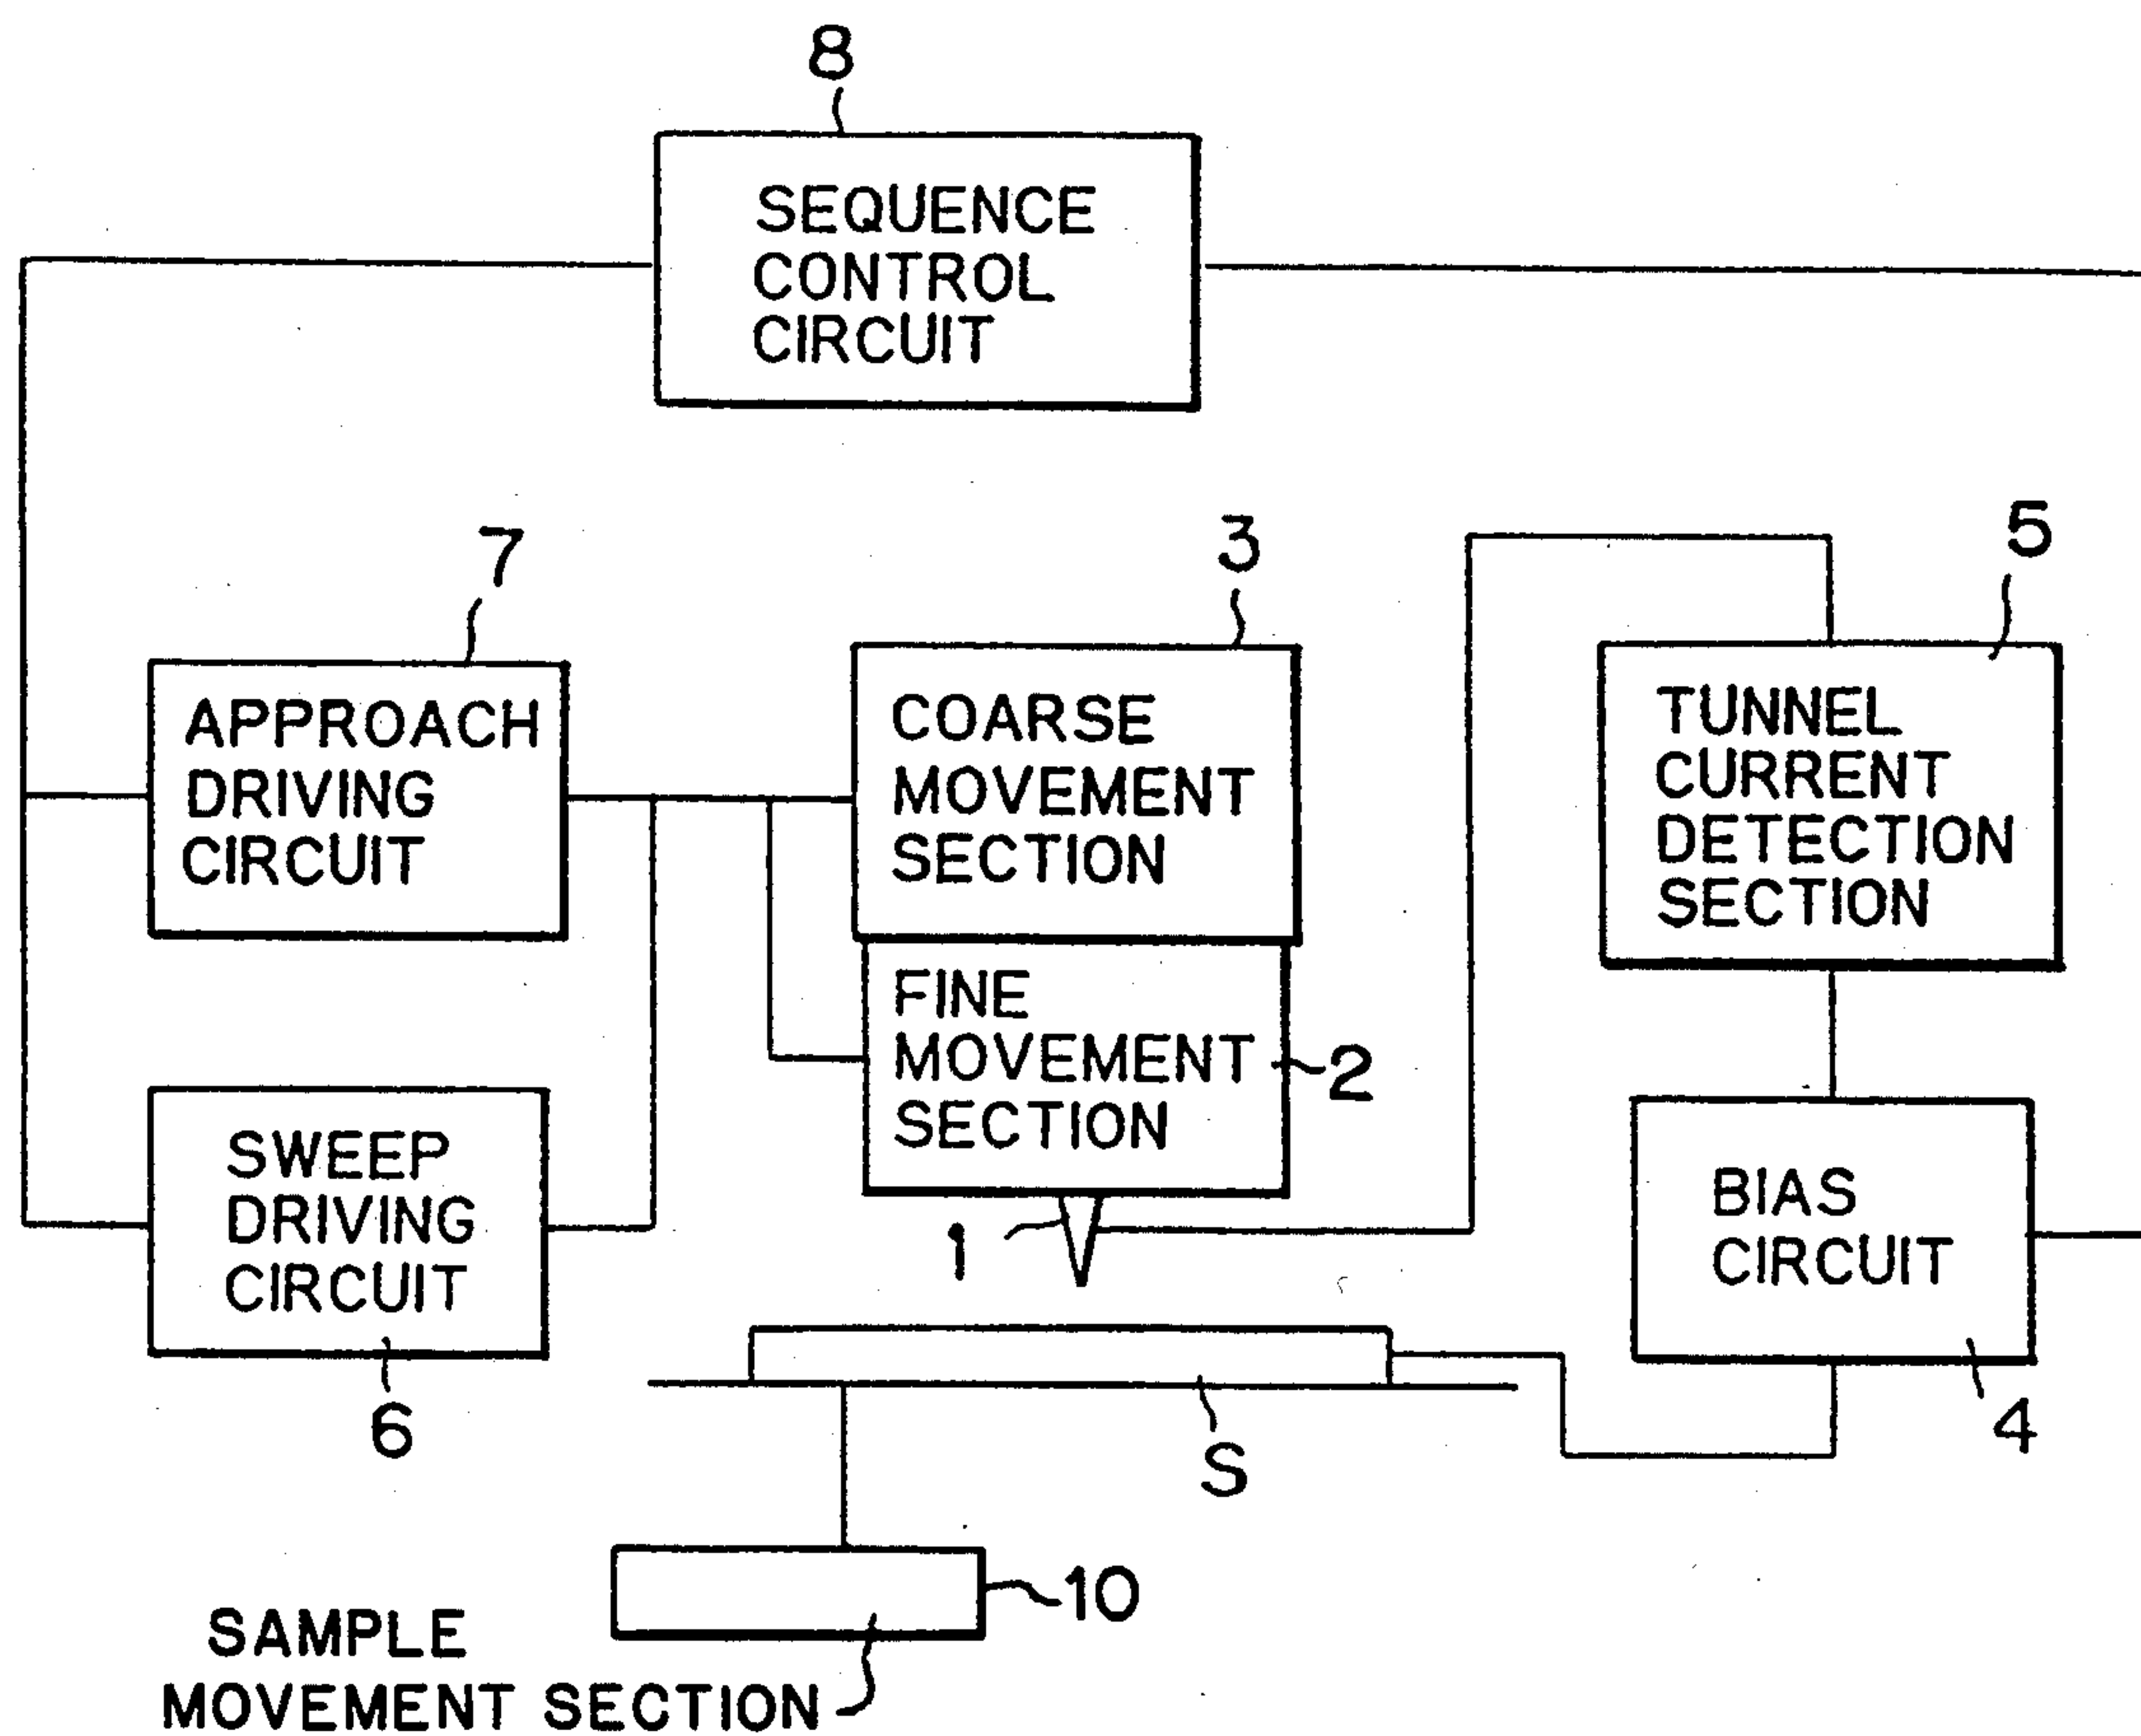 8
SEQUENCE
CONTROL
CIRCUIT
7
3
5
APPROACH
DRIVING
CIRCUIT
COARSE
MOVEMENT
SECTION
TUNNEL
CURRENT
DETECTION
SECTION
FINE
MOVEMENT
SECTION
2
SWEEP
DRIVING
CIRCUIT
6
1
BIAS
CIRCUIT
4
S
10
SAMPLE
MOVEMENT SECTION